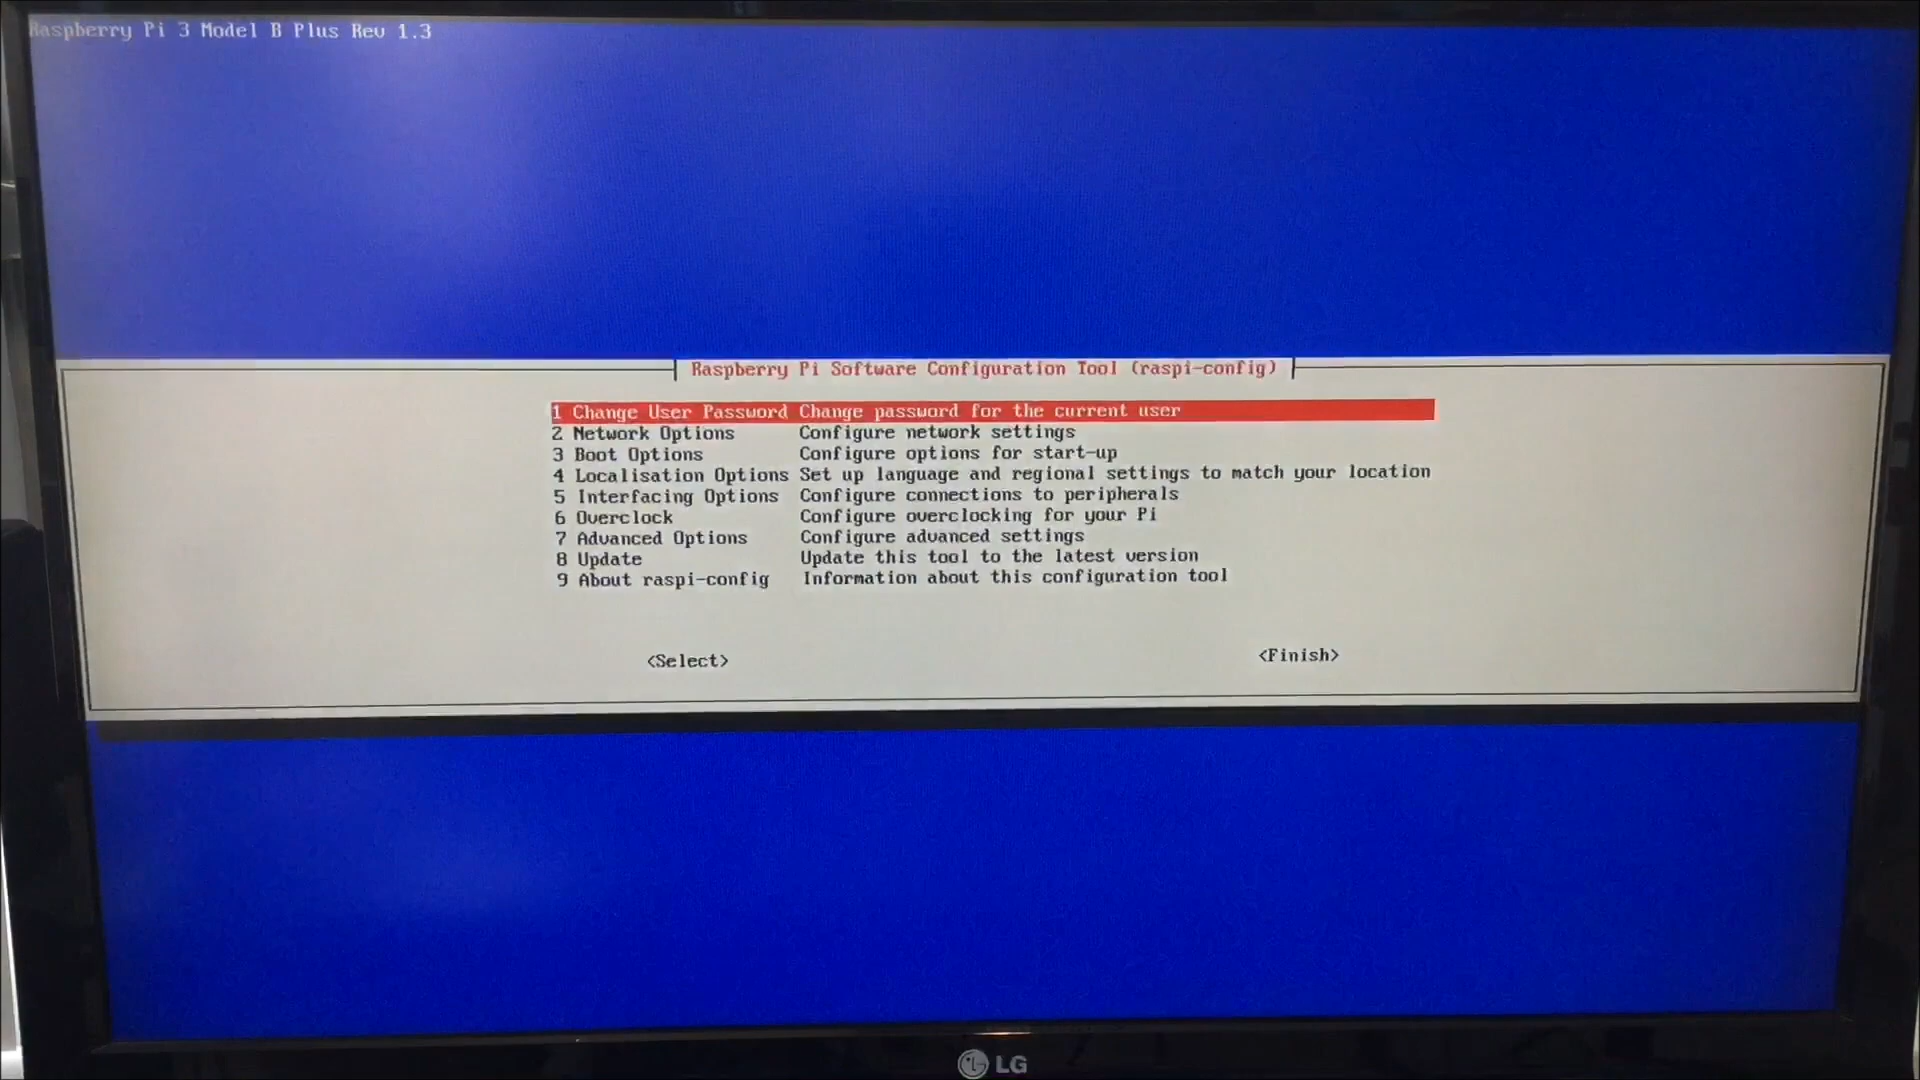 Raspberry Pi 3 Model B Plus Rev 1.3
Raspberry Pi Software Configuration Tool (raspi-config)
1 Change User Password Change password for the current user
2 Network Options Configure network settings
3 Boot Options Configure options for start-up
4 Localisation Options Set up language and regional settings to match your location
5 Interfacing Options Configure connections to peripherals
6 Overclock Configure overclocking for your Pi
7 Advanced Options Configure advanced settings
8 Update Update this tool to the latest version
9 About raspi-config Information about this configuration tool
<Select> <Finish>
LG